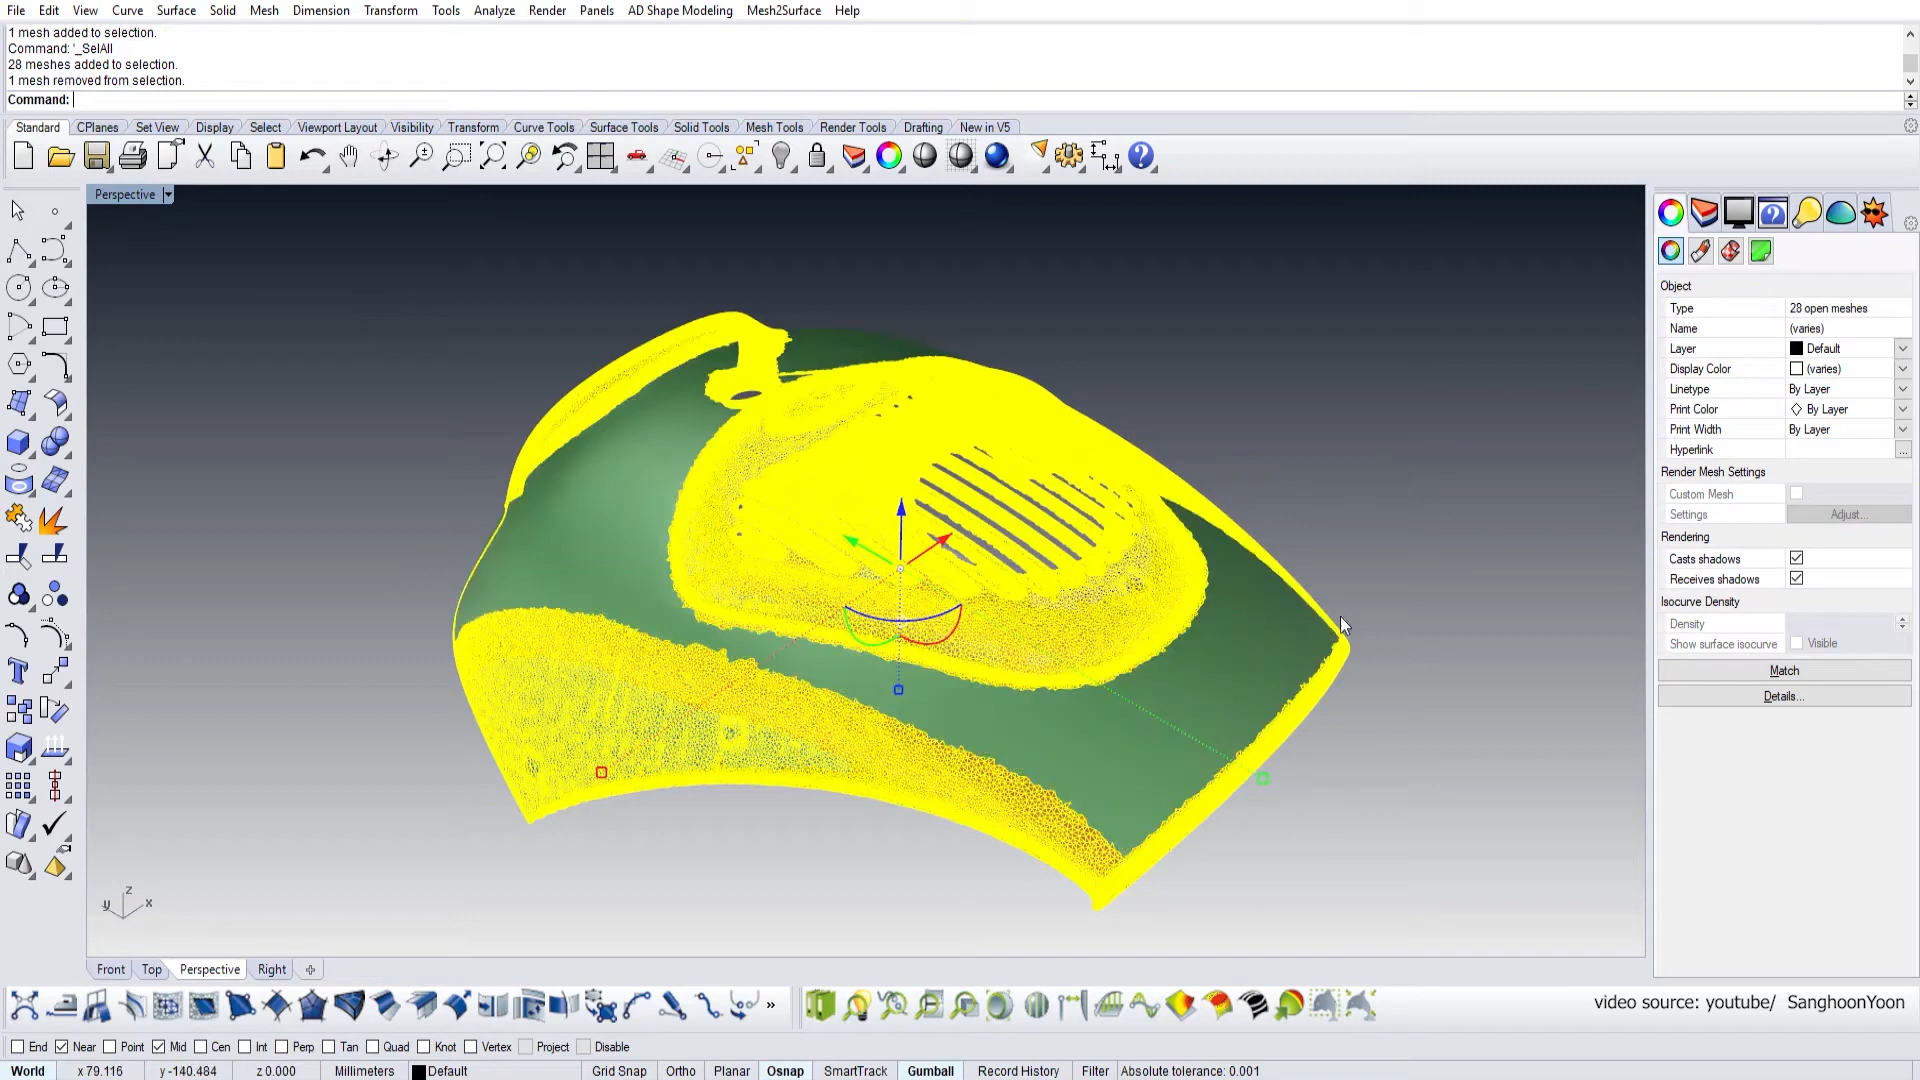 File Edit View Curve Surface Solid Mesh Dimension Transform Tools Analyze Render Panels AD Shape Modeling Mesh2Surface Help
1 mesh added to selection.
Command: '_SelAll
28 meshes added to selection.
1 mesh removed from selection.
Command:
Standard CPlanes Set View Display Select Viewport Layout Visibility Transform Curve Tools Surface Tools Solid Tools Mesh Tools Render Tools Drafting New in V5
Perspective
Object
Type 28 open meshes
Name (varies)
Layer Default
Display Color (varies)
Linetype By Layer
Print Color By Layer
Print Width By Layer
Hyperlink ...
Render Mesh Settings
Custom Mesh
Settings Adjust...
Rendering
Casts shadows
Receives shadows
Isocurve Density
Density
Show surface isocurve Visible
Match
Details...
z
y x
Front Top Perspective Right
video source: youtube/ SanghoonYoon
End Near Point Mid Cen Int Perp Tan Quad Knot Vertex Project Disable
World x 79.116 y -140.484 z 0.000 Millimeters Default Grid Snap Ortho Planar Osnap SmartTrack Gumball Record History Filter Absolute tolerance: 0.001